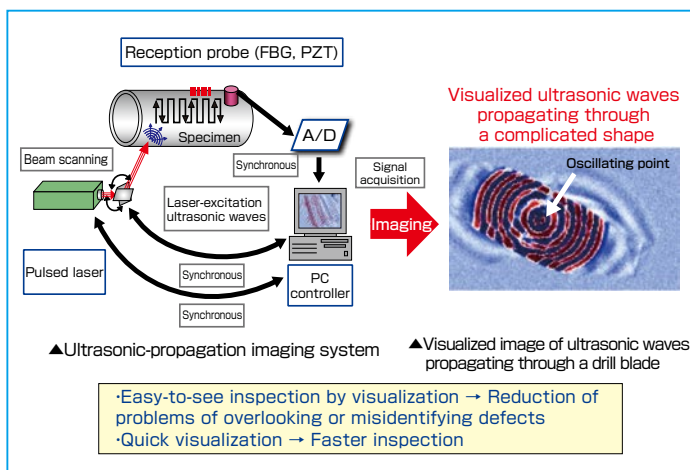 Reception probe (FBG, PZT)
Specimen
A/D
Beam scanning
Synchronous
Signal
acquisition
Laser-excitation
ultrasonic waves
Imaging
Pulsed laser
Synchronous
PC
controller
Synchronous
▲Ultrasonic-propagation imaging system
Visualized ultrasonic waves
propagating through
a complicated shape
Oscillating point
▲Visualized image of ultrasonic waves
propagating through a drill blade
·Easy-to-see inspection by visualization → Reduction of
problems of overlooking or misidentifying defects
·Quick visualization → Faster inspection